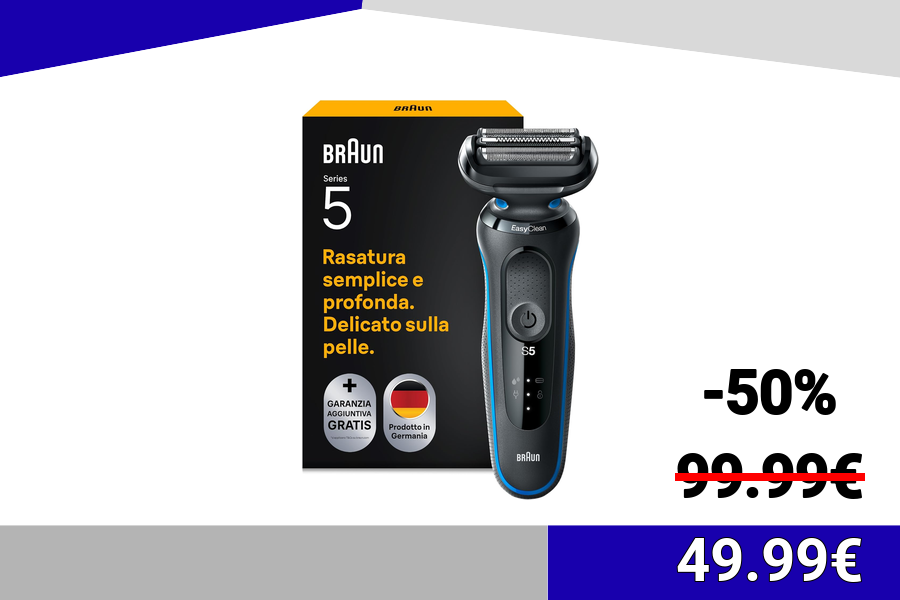 BRAUN
BRAUN
Series
5
Rasatura
semplice e
profonda.
Delicato sulla
pelle.
+
GARANZIA
AGGIUNTIVA
GRATIS
Prodotto in
Germania
EasyClean
S5
BRAUN
-50%
99.99€
49.99€